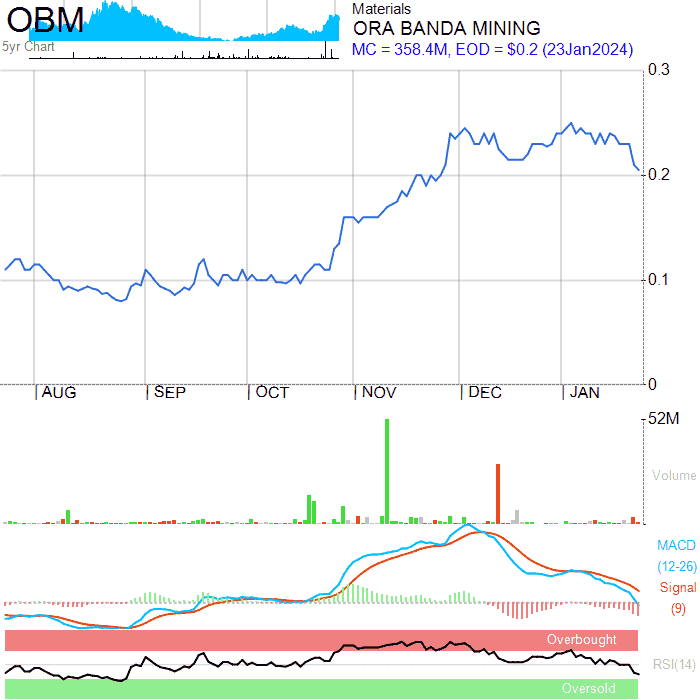 OBM
5yr Chart
Materials
ORA BANDA MINING
MC = 358.4M, EOD = $0.2 (23Jan2024)
0.3
0.2
0.1
0
AUG SEP OCT NOV DEC JAN
52M
Volume
MACD
(12-26)
Signal
(9)
Overbought
RSI(14)
Oversold